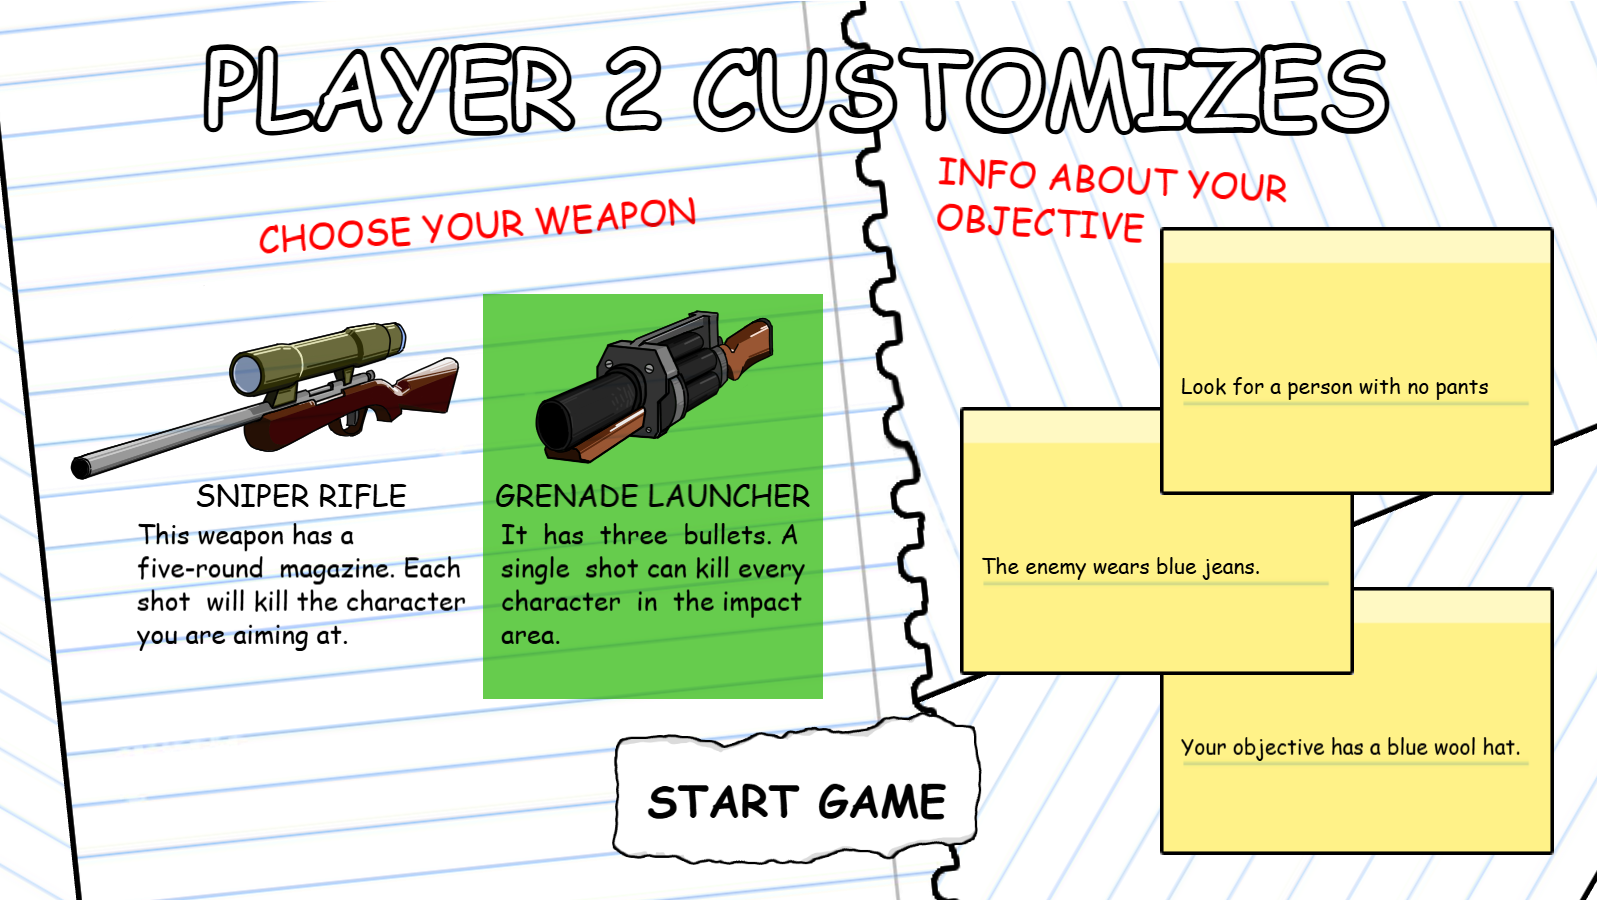 PLAYER 2 CUSTOMIZES
CHOOSE YOUR WEAPON
SNIPER RIFLE
This weapon has a
five-round magazine. Each
shot will kill the character
you are aiming at.
GRENADE LAUNCHER
It has three bullets. A
single shot can kill every
character in the impact
area.
INFO ABOUT YOUR
OBJECTIVE
Look for a person with no pants
The enemy wears blue jeans.
Your objective has a blue wool hat.
START GAME